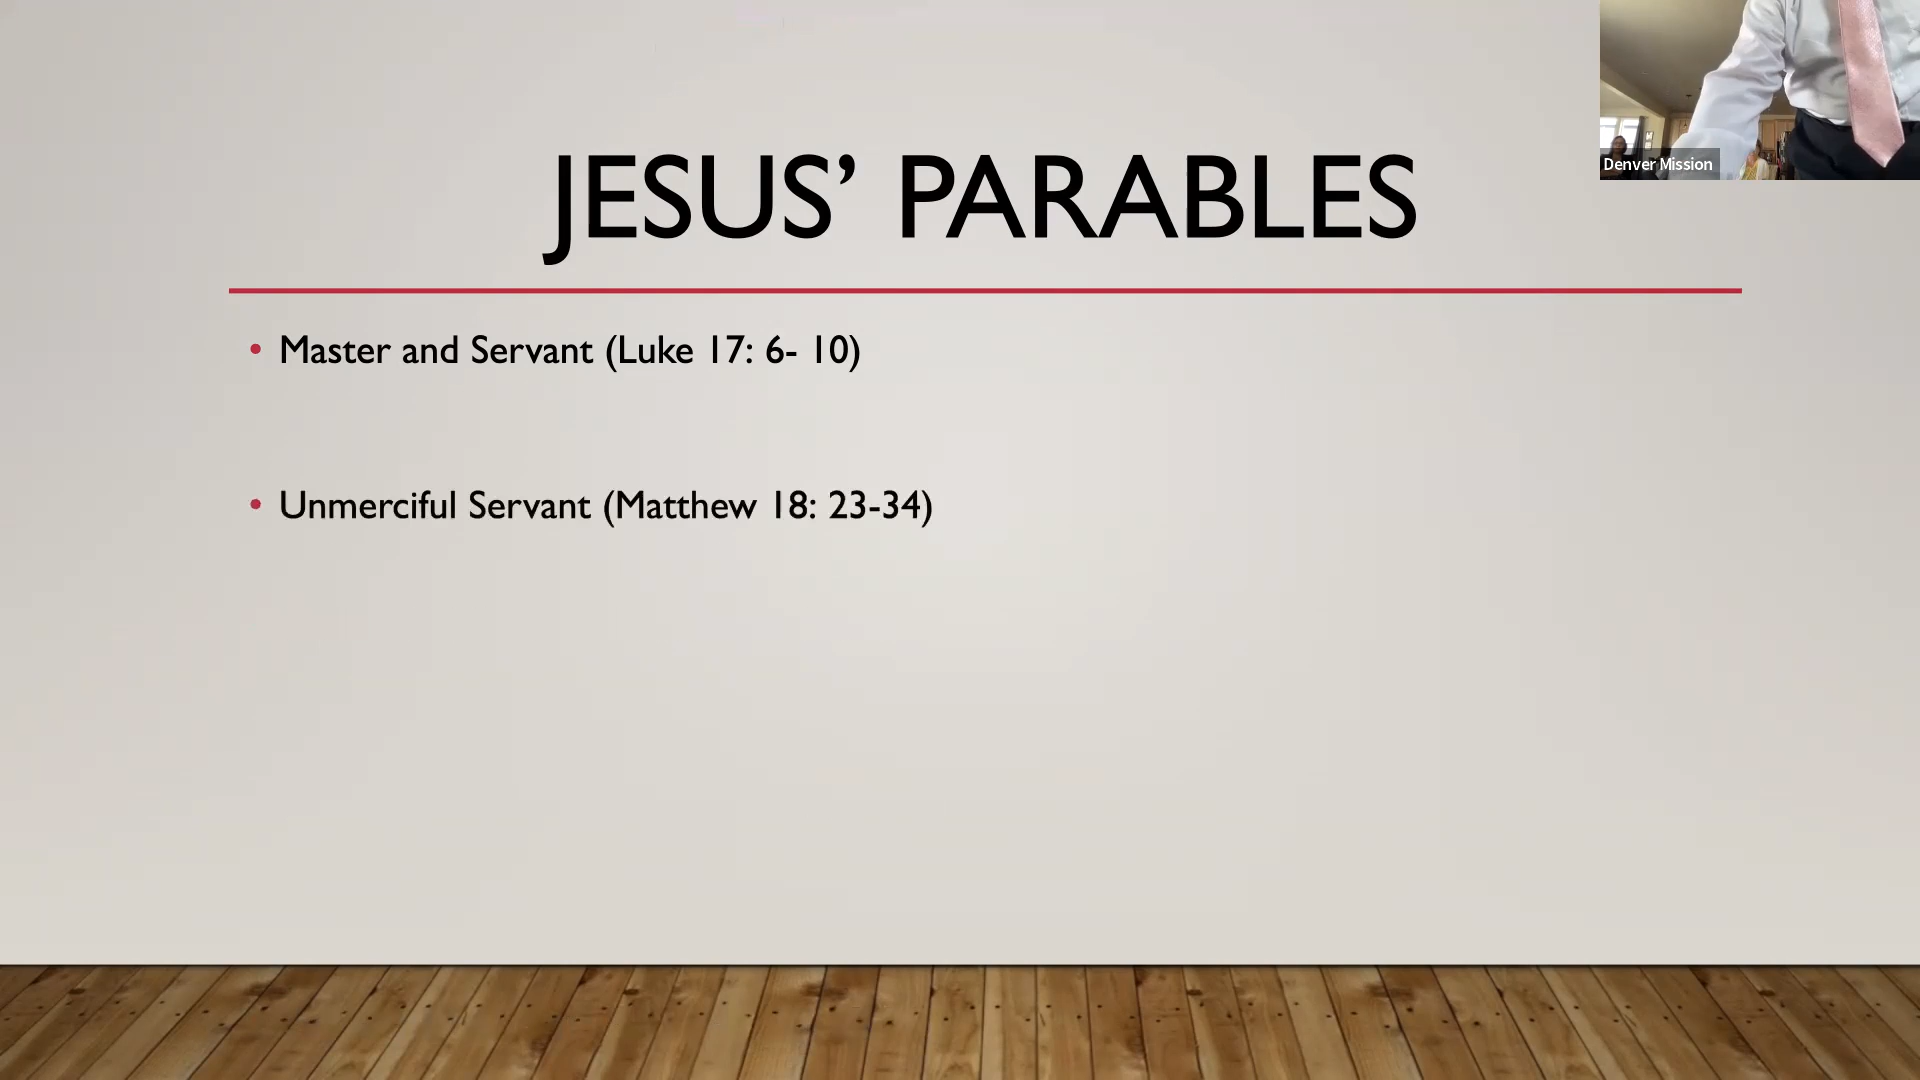 JESUS’ PARABLES
• Master and Servant (Luke 17: 6- 10)
• Unmerciful Servant (Matthew 18: 23-34)
Denver Mission